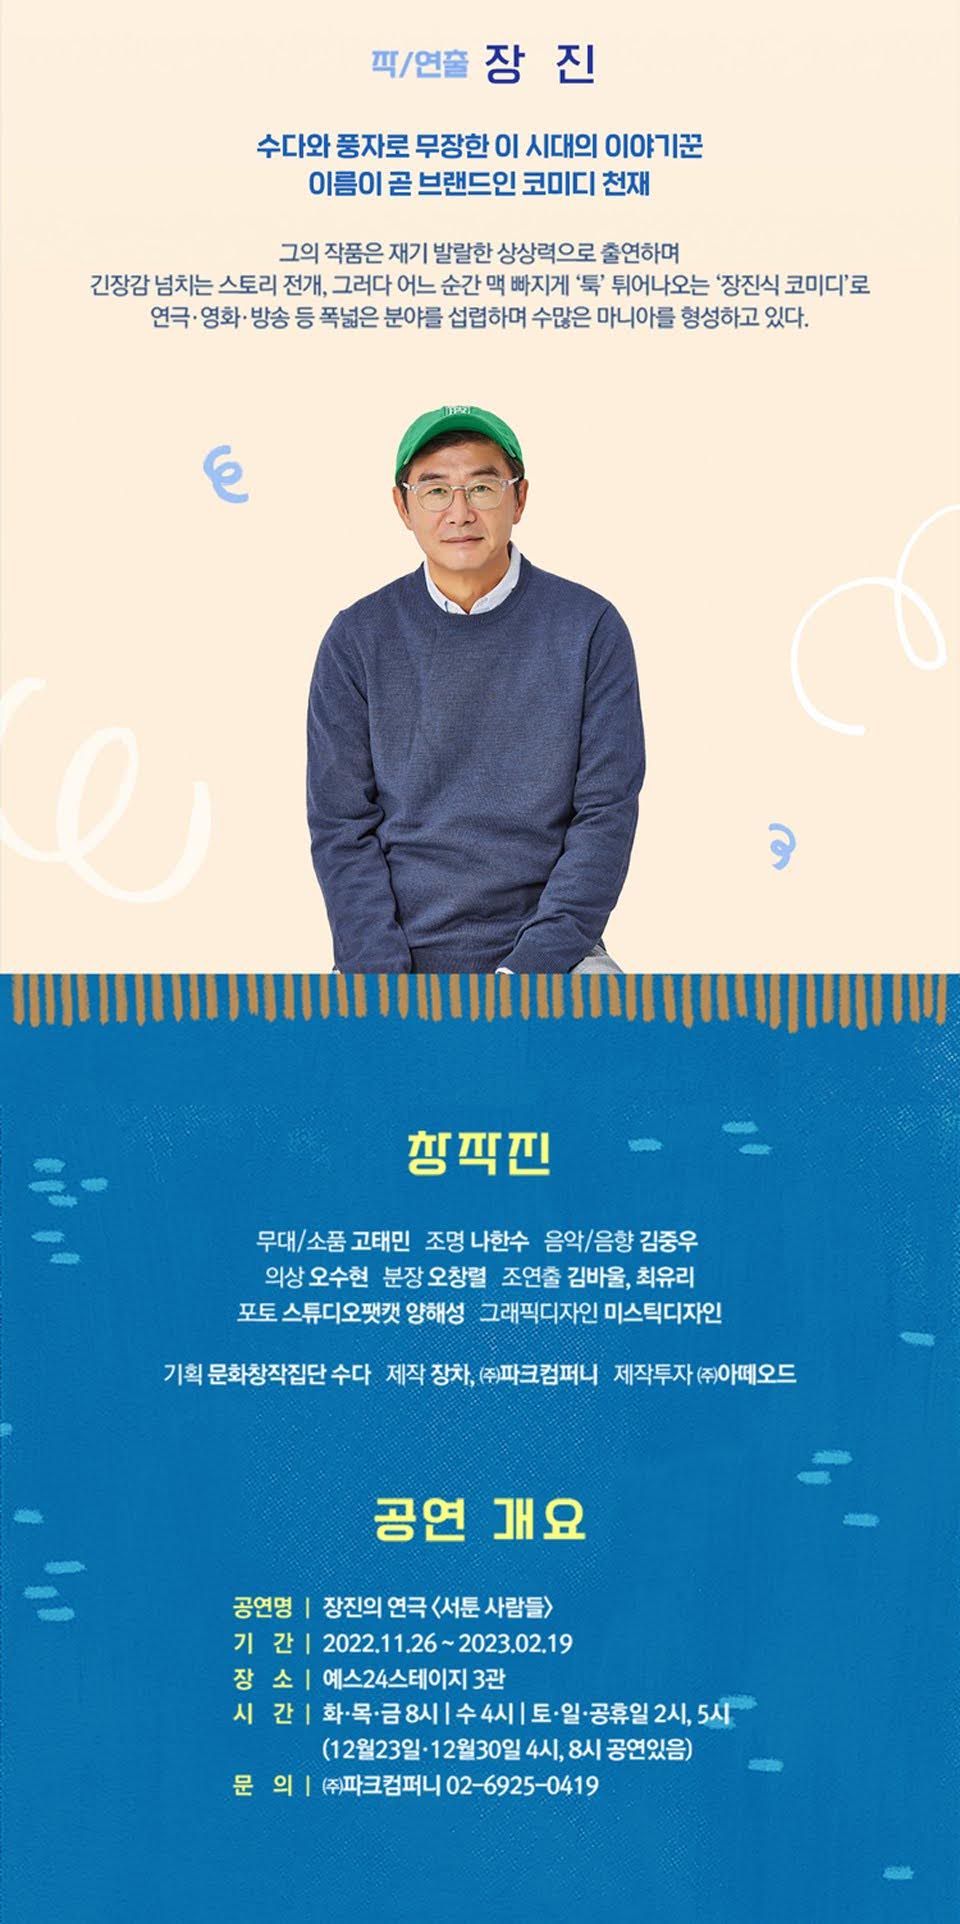 작/연출 장 진
수다와 풍자로 무장한 이 시대의 이야기꾼
이름이 곧 브랜드인 코미디 천재
그의 작품은 재기 발랄한 상상력으로 출연하며
긴장감 넘치는 스토리 전개, 그러다 어느 순간 맥 빠지게 ‘툭’ 튀어나오는 ‘장진식 코미디’로
연극·영화·방송 등 폭넓은 분야를 섭렵하며 수많은 마니아를 형성하고 있다.
창작진
무대/소품 고태민 조명 나한수 음악/음향 김중우
의상 오수현 분장 오창렬 조연출 김바울, 최유리
포토 스튜디오팻캣 양해성 그래픽디자인 미스틱디자인
기획 문화창작집단 수다 제작 장차, ㈜파크컴퍼니 제작투자 ㈜아떼오드
공연 개요
공연명 | 장진의 연극 〈서툰 사람들〉
기 간 | 2022.11.26 ~ 2023.02.19
장 소 | 예스24스테이지 3관
시 간 | 화·목·금 8시 | 수 4시 | 토·일·공휴일 2시, 5시
(12월23일·12월30일 4시, 8시 공연있음)
문 의 | ㈜파크컴퍼니 02-6925-0419